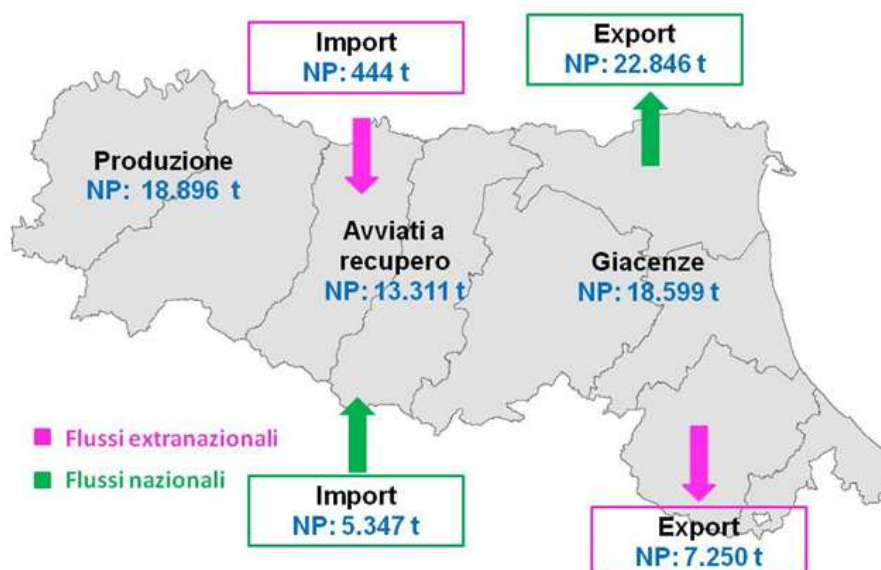 Import
NP: 444 t
Export
NP: 22.846 t
Produzione
NP: 18.896 t
Avviati a
recupero
NP: 13.311 t
Giacenze
NP: 18.599 t
Flussi extranazionali
Flussi nazionali
Import
NP: 5.347 t
Export
NP: 7.250 t